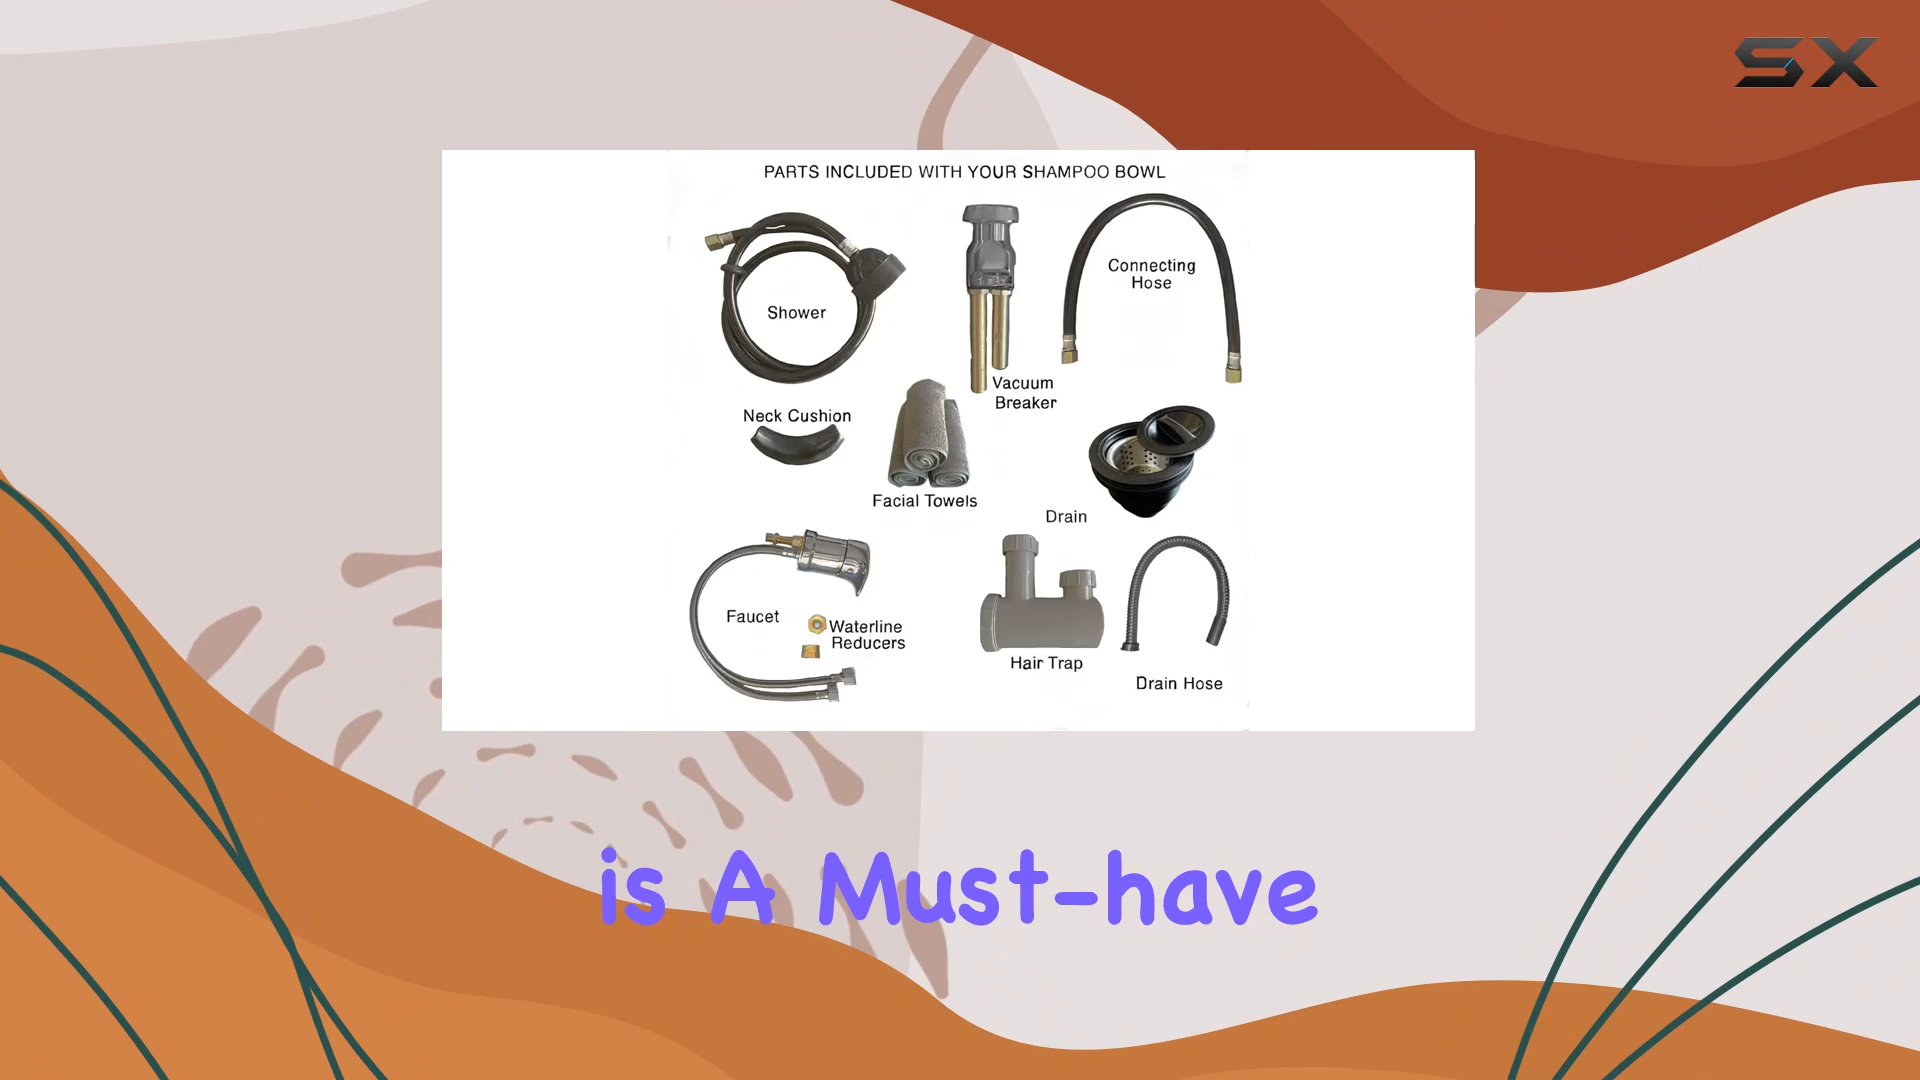 SX
PARTS INCLUDED WITH YOUR SHAMPOO BOWL
Connecting
Hose
Shower
Vacuum
Breaker
Neck Cushion
Facial Towels
Drain
Faucet
Waterline
Reducers
Hair Trap
Drain Hose
is A Must-have